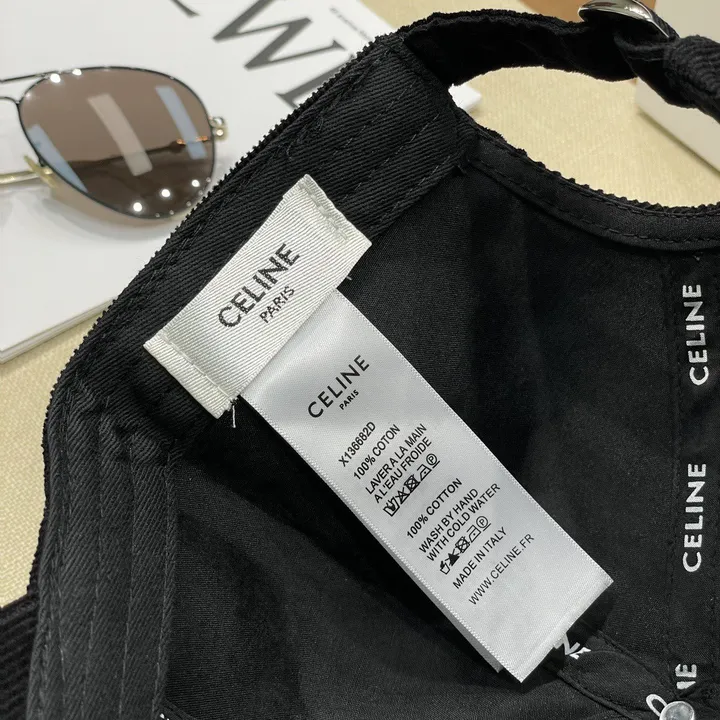 CELINE
PARIS
CELINE
PARIS
X136682D
100% COTON
LAVER A LA MAIN
A L'EAU FROIDE
100% COTTON
WASH BY HAND
WITH COLD WATER
MADE IN ITALY
WWW.CELINE.FR
CELINE
CELINE